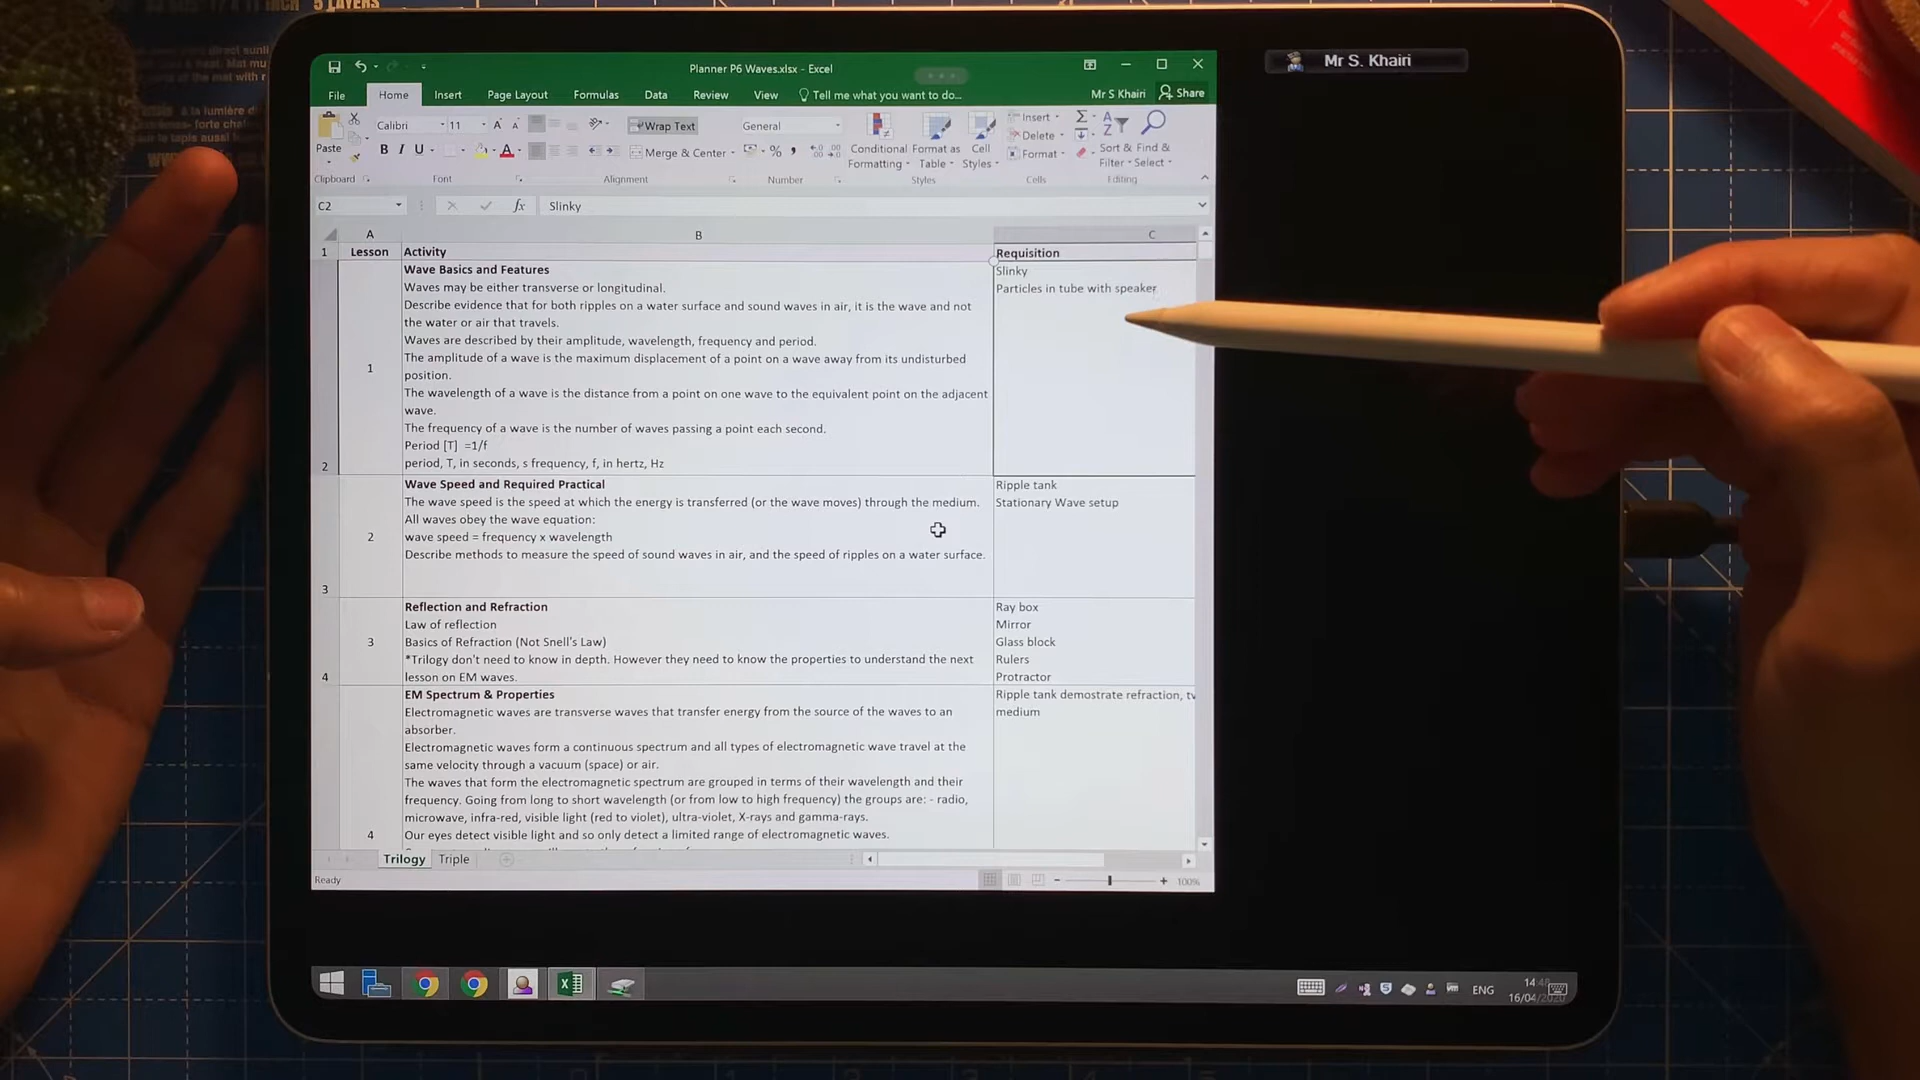 5 LAYERS
Mr S. Khairi
Planner P6 Waves.xlsx - Excel
File Home Insert Page Layout Formulas Data Review View Tell me what you want to do... Mr S Khairi Share
Calibri 11 Wrap Text General Insert
Paste B I U Merge & Center % Conditional Formatting Format as Table Cell Styles Delete Format Sort & Filter Find & Select
Clipboard Font Alignment Number Styles Cells Editing
C2 fx Slinky
A B C
1 Lesson Activity Requisition
Wave Basics and Features
Waves may be either transverse or longitudinal.
Describe evidence that for both ripples on a water surface and sound waves in air, it is the wave and not
the water or air that travels.
Waves are described by their amplitude, wavelength, frequency and period.
The amplitude of a wave is the maximum displacement of a point on a wave away from its undisturbed
position.
The wavelength of a wave is the distance from a point on one wave to the equivalent point on the adjacent
wave.
The frequency of a wave is the number of waves passing a point each second.
Period [T] =1/f
period, T, in seconds, s frequency, f, in hertz, Hz
1
2
Slinky
Particles in tube with speaker
Wave Speed and Required Practical
The wave speed is the speed at which the energy is transferred (or the wave moves) through the medium.
All waves obey the wave equation:
wave speed = frequency x wavelength
Describe methods to measure the speed of sound waves in air, and the speed of ripples on a water surface.
2
3
Ripple tank
Stationary Wave setup
Reflection and Refraction
Law of reflection
Basics of Refraction (Not Snell's Law)
*Trilogy don't need to know in depth. However they need to know the properties to understand the next
lesson on EM waves.
3
4
Ray box
Mirror
Glass block
Rulers
Protractor
EM Spectrum & Properties
Electromagnetic waves are transverse waves that transfer energy from the source of the waves to an
absorber.
Electromagnetic waves form a continuous spectrum and all types of electromagnetic wave travel at the
same velocity through a vacuum (space) or air.
The waves that form the electromagnetic spectrum are grouped in terms of their wavelength and their
frequency. Going from long to short wavelength (or from low to high frequency) the groups are: - radio,
microwave, infra-red, visible light (red to violet), ultra-violet, X-rays and gamma-rays.
Our eyes detect visible light and so only detect a limited range of electromagnetic waves.
4
Ripple tank demostrate refraction, tw
medium
Trilogy Triple
Ready 100%
ENG
16/04/2020